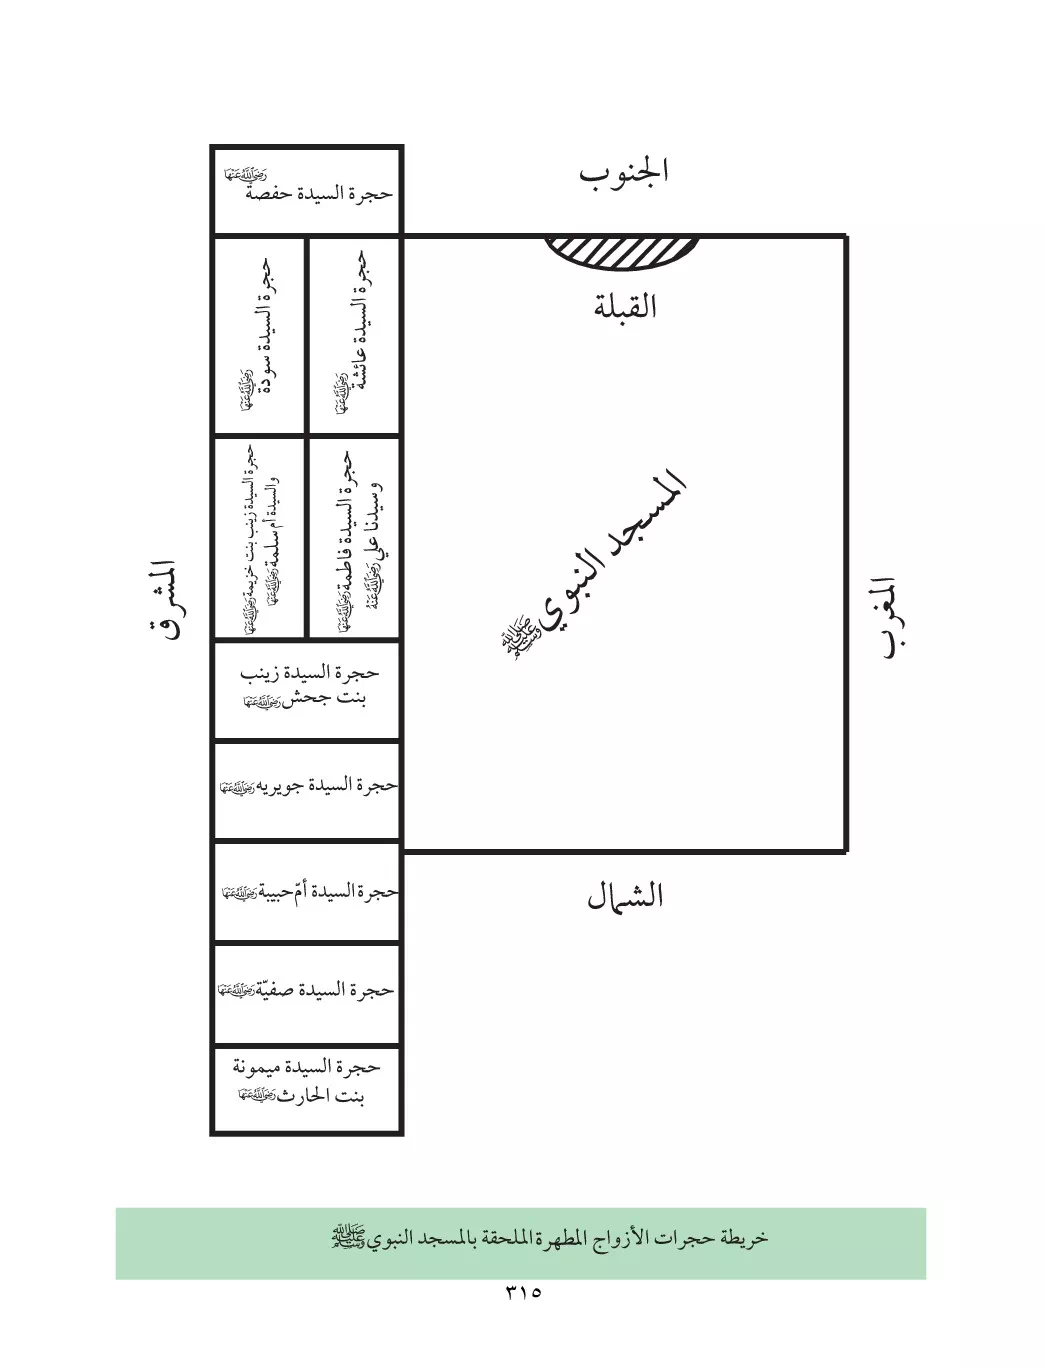 الجنوب
رضي الله عنها
حجرة السيدة حفصة
القبلة
حجرة السيدة عائشة
رضي الله عنها
حجرة السيدة سودة
رضي الله عنها
المسجد النبوي ﷺ
حجرة السيدة فاطمة رضي الله عنها
وسيدنا علي رضي الله عنه
حجرة السيدة زينب بنت خزيمة رضي الله عنها
والسيدة أم سلمة رضي الله عنها
المغرب
المشرق
حجرة السيدة زينب
بنت جحش رضي الله عنها
حجرة السيدة جويريه رضي الله عنها
حجرة السيدة أمّ حبيبة رضي الله عنها
الشمال
حجرة السيدة صفيّة رضي الله عنها
حجرة السيدة ميمونة
بنت الحارث رضي الله عنها
خريطة حجرات الأزواج المطهرة الملحقة بالمسجد النبوي ﷺ
٣١٥